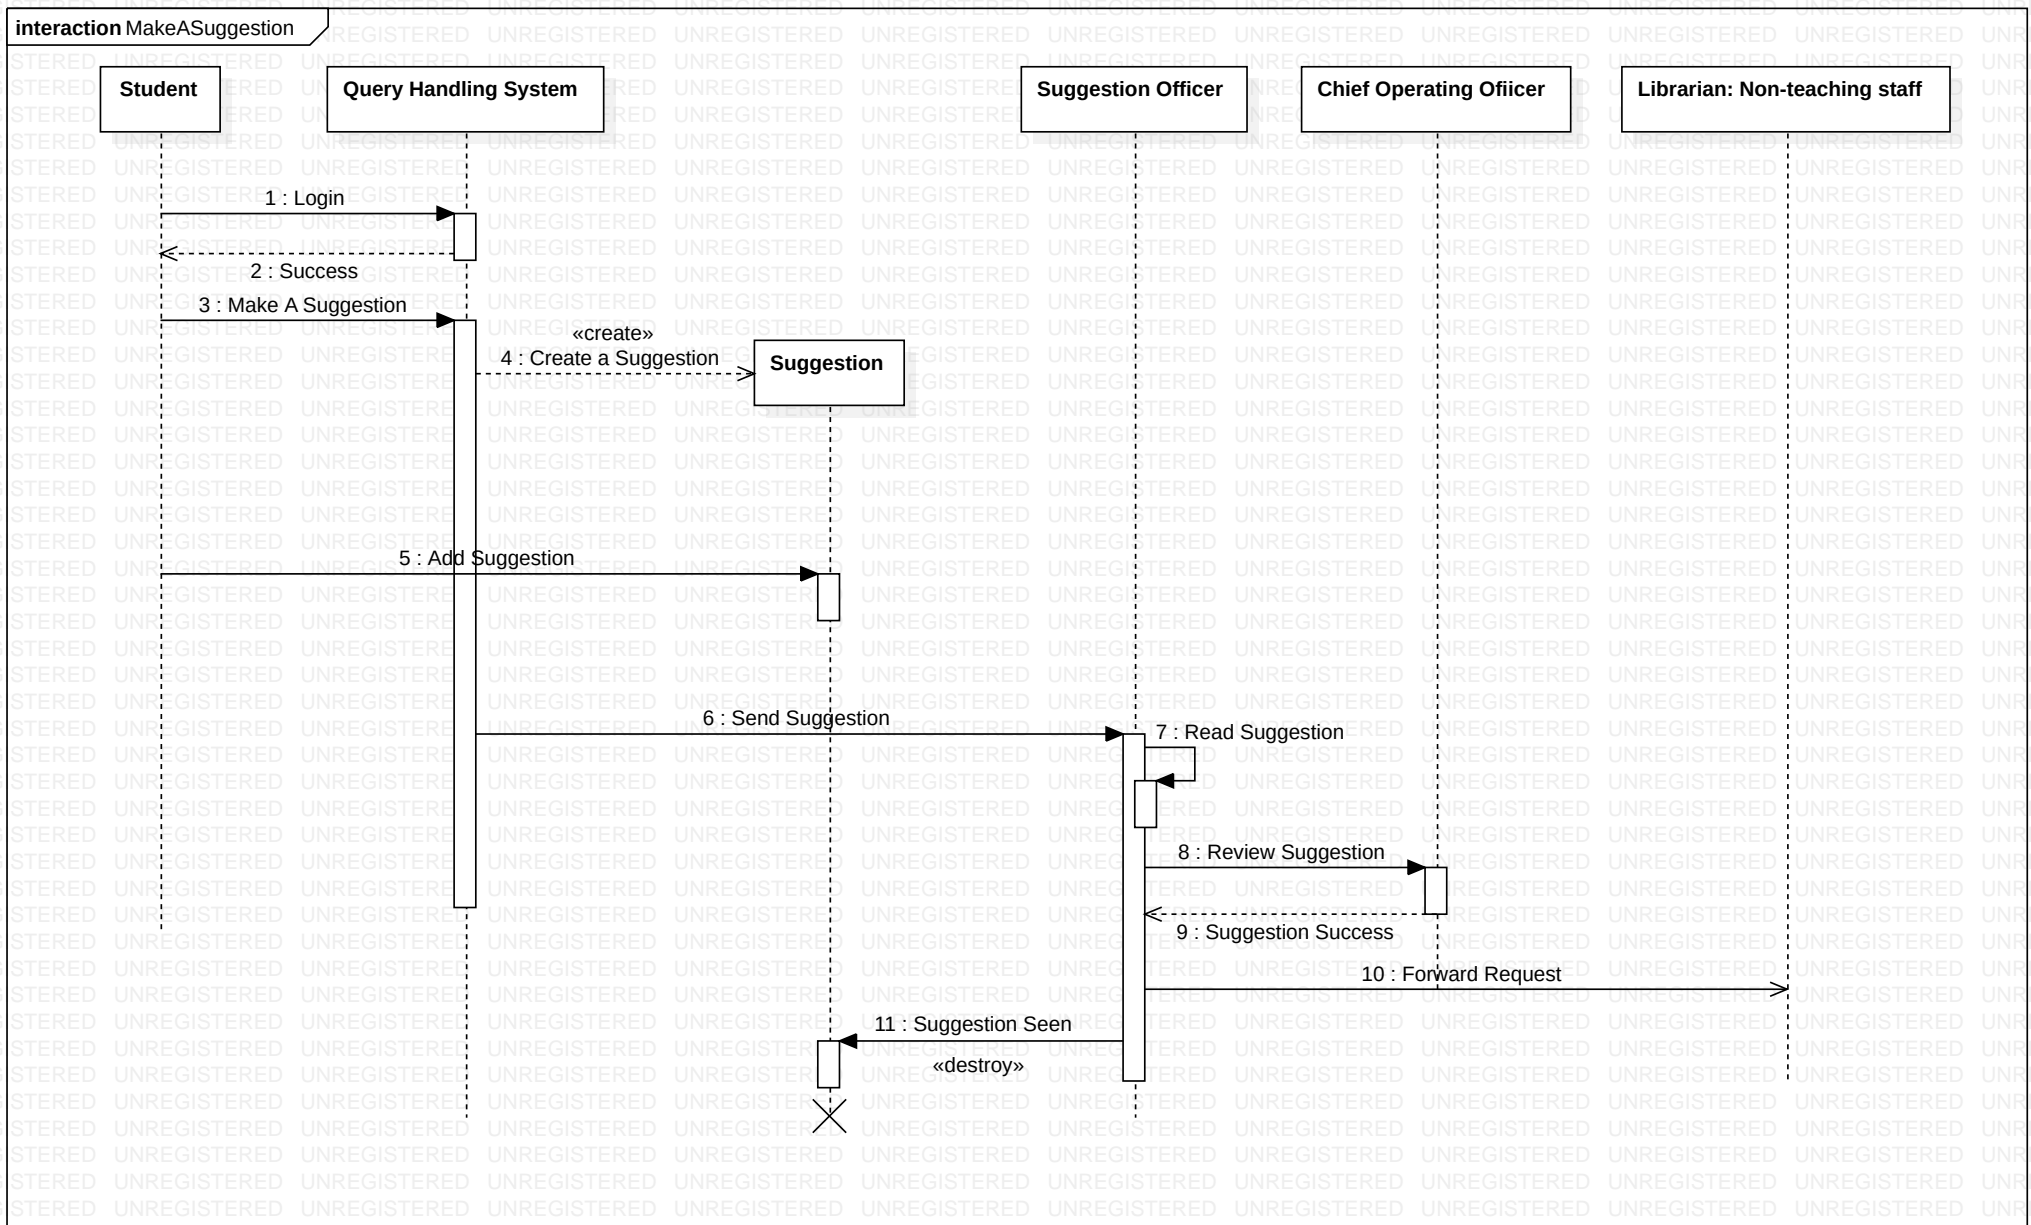 interaction MakeASuggestion
Student
Query Handling System
Suggestion Officer
Chief Operating Ofiicer
Librarian: Non-teaching staff
1 : Login
2 : Success
3 : Make A Suggestion
«create»
4 : Create a Suggestion
Suggestion
5 : Add Suggestion
6 : Send Suggestion
7 : Read Suggestion
8 : Review Suggestion
9 : Suggestion Success
10 : Forward Request
11 : Suggestion Seen
«destroy»
UNREGISTERED